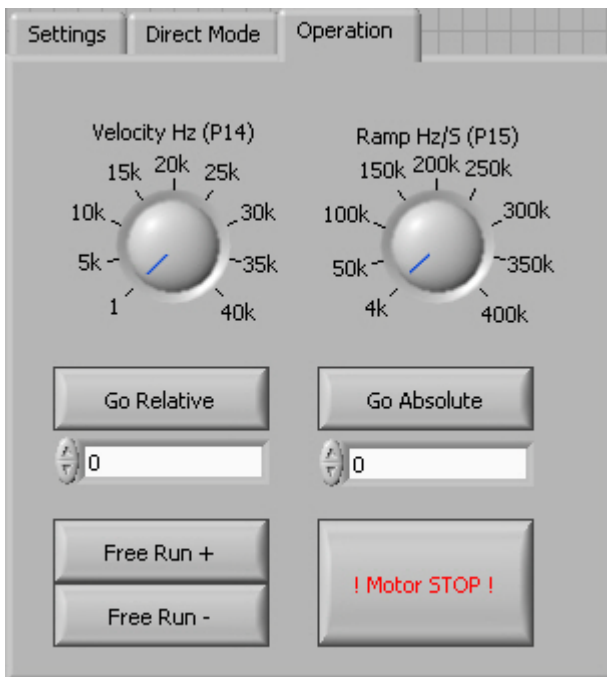 Settings Direct Mode Operation
Velocity Hz (P14)
15k 20k 25k
10k 30k
5k 35k
1 40k
Ramp Hz/S (P15)
150k 200k 250k
100k 300k
50k 350k
4k 400k
Go Relative
0
Go Absolute
0
Free Run +
Free Run -
! Motor STOP !